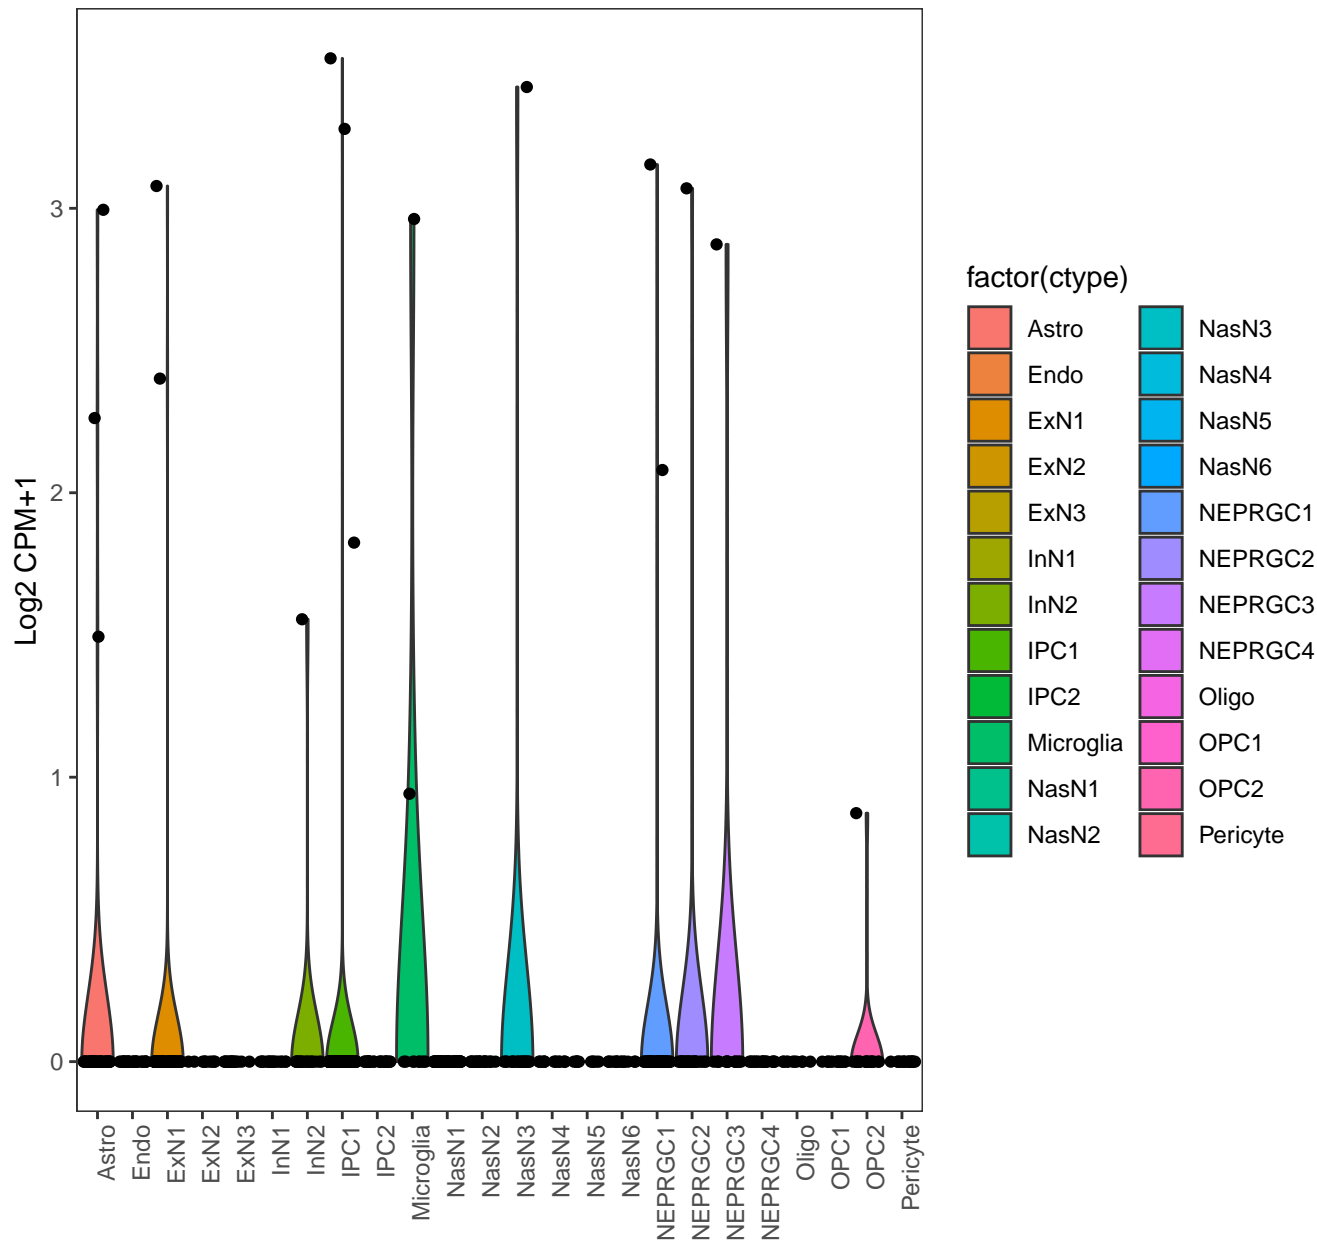 Log2 CPM+1
3
2
1
0
Astro
Endo
ExN1
ExN2
ExN3
InN1
InN2
IPC1
IPC2
Microglia
NasN1
NasN2
NasN3
NasN4
NasN5
NasN6
NEPRGC1
NEPRGC2
NEPRGC3
NEPRGC4
Oligo
OPC1
OPC2
Pericyte
factor(ctype)
Astro
Endo
ExN1
ExN2
ExN3
InN1
InN2
IPC1
IPC2
Microglia
NasN1
NasN2
NasN3
NasN4
NasN5
NasN6
NEPRGC1
NEPRGC2
NEPRGC3
NEPRGC4
Oligo
OPC1
OPC2
Pericyte